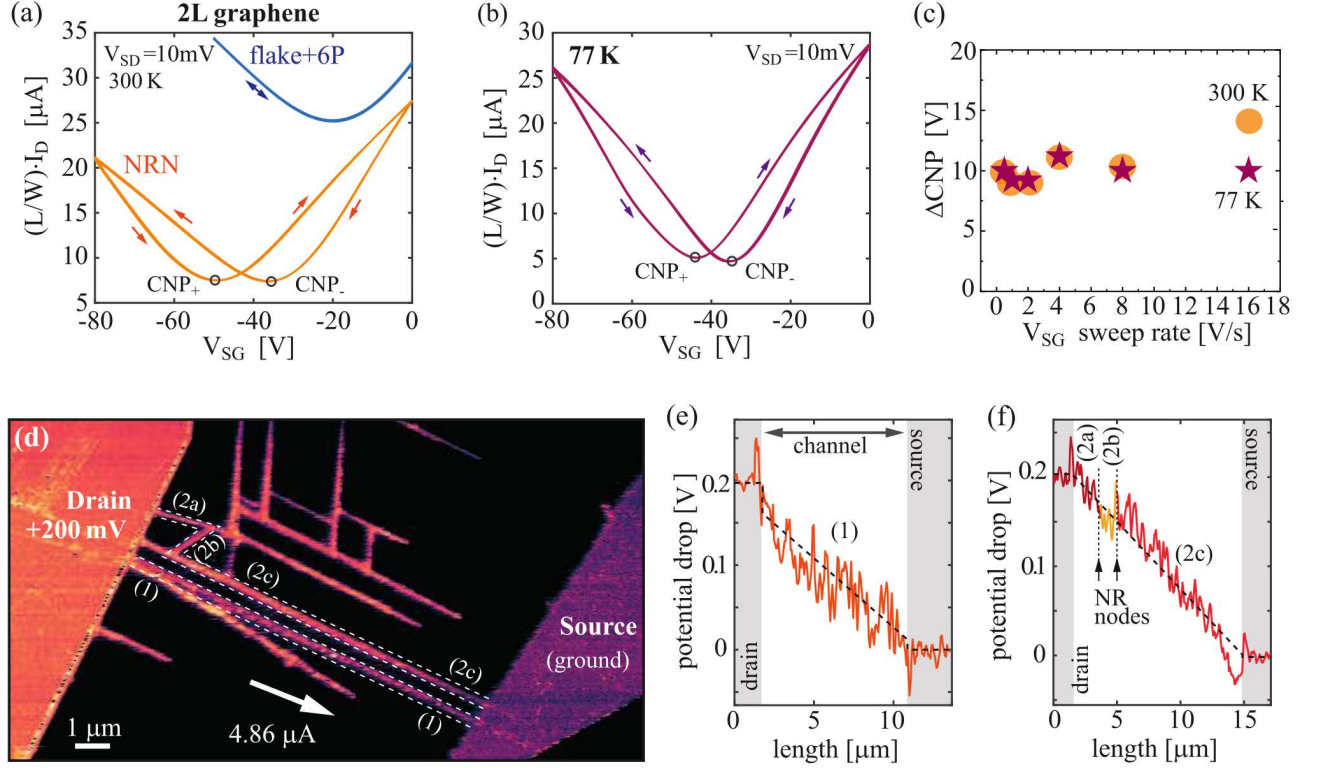 (a) 2L graphene
(L/W)·I_D [μA]
35
30
25
20
15
10
5
V_SD=10mV
300 K
flake+6P
NRN
CNP₊
CNP₋
-80 -60 -40 -20 0
V_SG [V]
(b)
(L/W)·I_D [μA]
30
25
20
15
10
5
0
77 K
V_SD=10mV
CNP₊
CNP₋
-80 -60 -40 -20 0
V_SG [V]
(c)
ΔCNP [V]
20
15
10
5
0
300 K
77 K
0 2 4 6 8 10 12 14 16 18
V_SG sweep rate [V/s]
(d)
Drain
+200 mV
(2a)
(2b)
(2c)
(1)
Source
(ground)
(2c)
(1)
1 μm
4.86 μA
(e)
potential drop [V]
0.2
0.1
0
channel
source
(1)
drain
0 5 10
length [μm]
(f)
potential drop [V]
0.2
0.1
0
(2a)
(2b)
source
(2c)
NR
nodes
drain
0 5 10 15
length [μm]